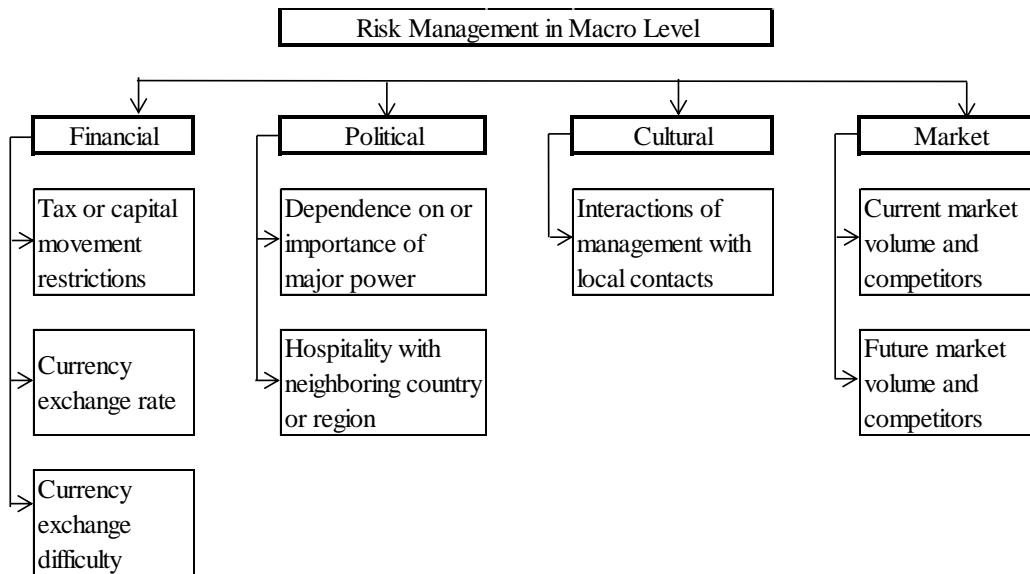 Risk Management in Macro Level
Financial
Political
Cultural
Market
Tax or capital
movement
restrictions
Dependence on or
importance of
major power
Interactions of
management with
local contacts
Current market
volume and
competitors
Currency
exchange rate
Hospitality with
neighboring country
or region
Future market
volume and
competitors
Currency
exchange
difficulty